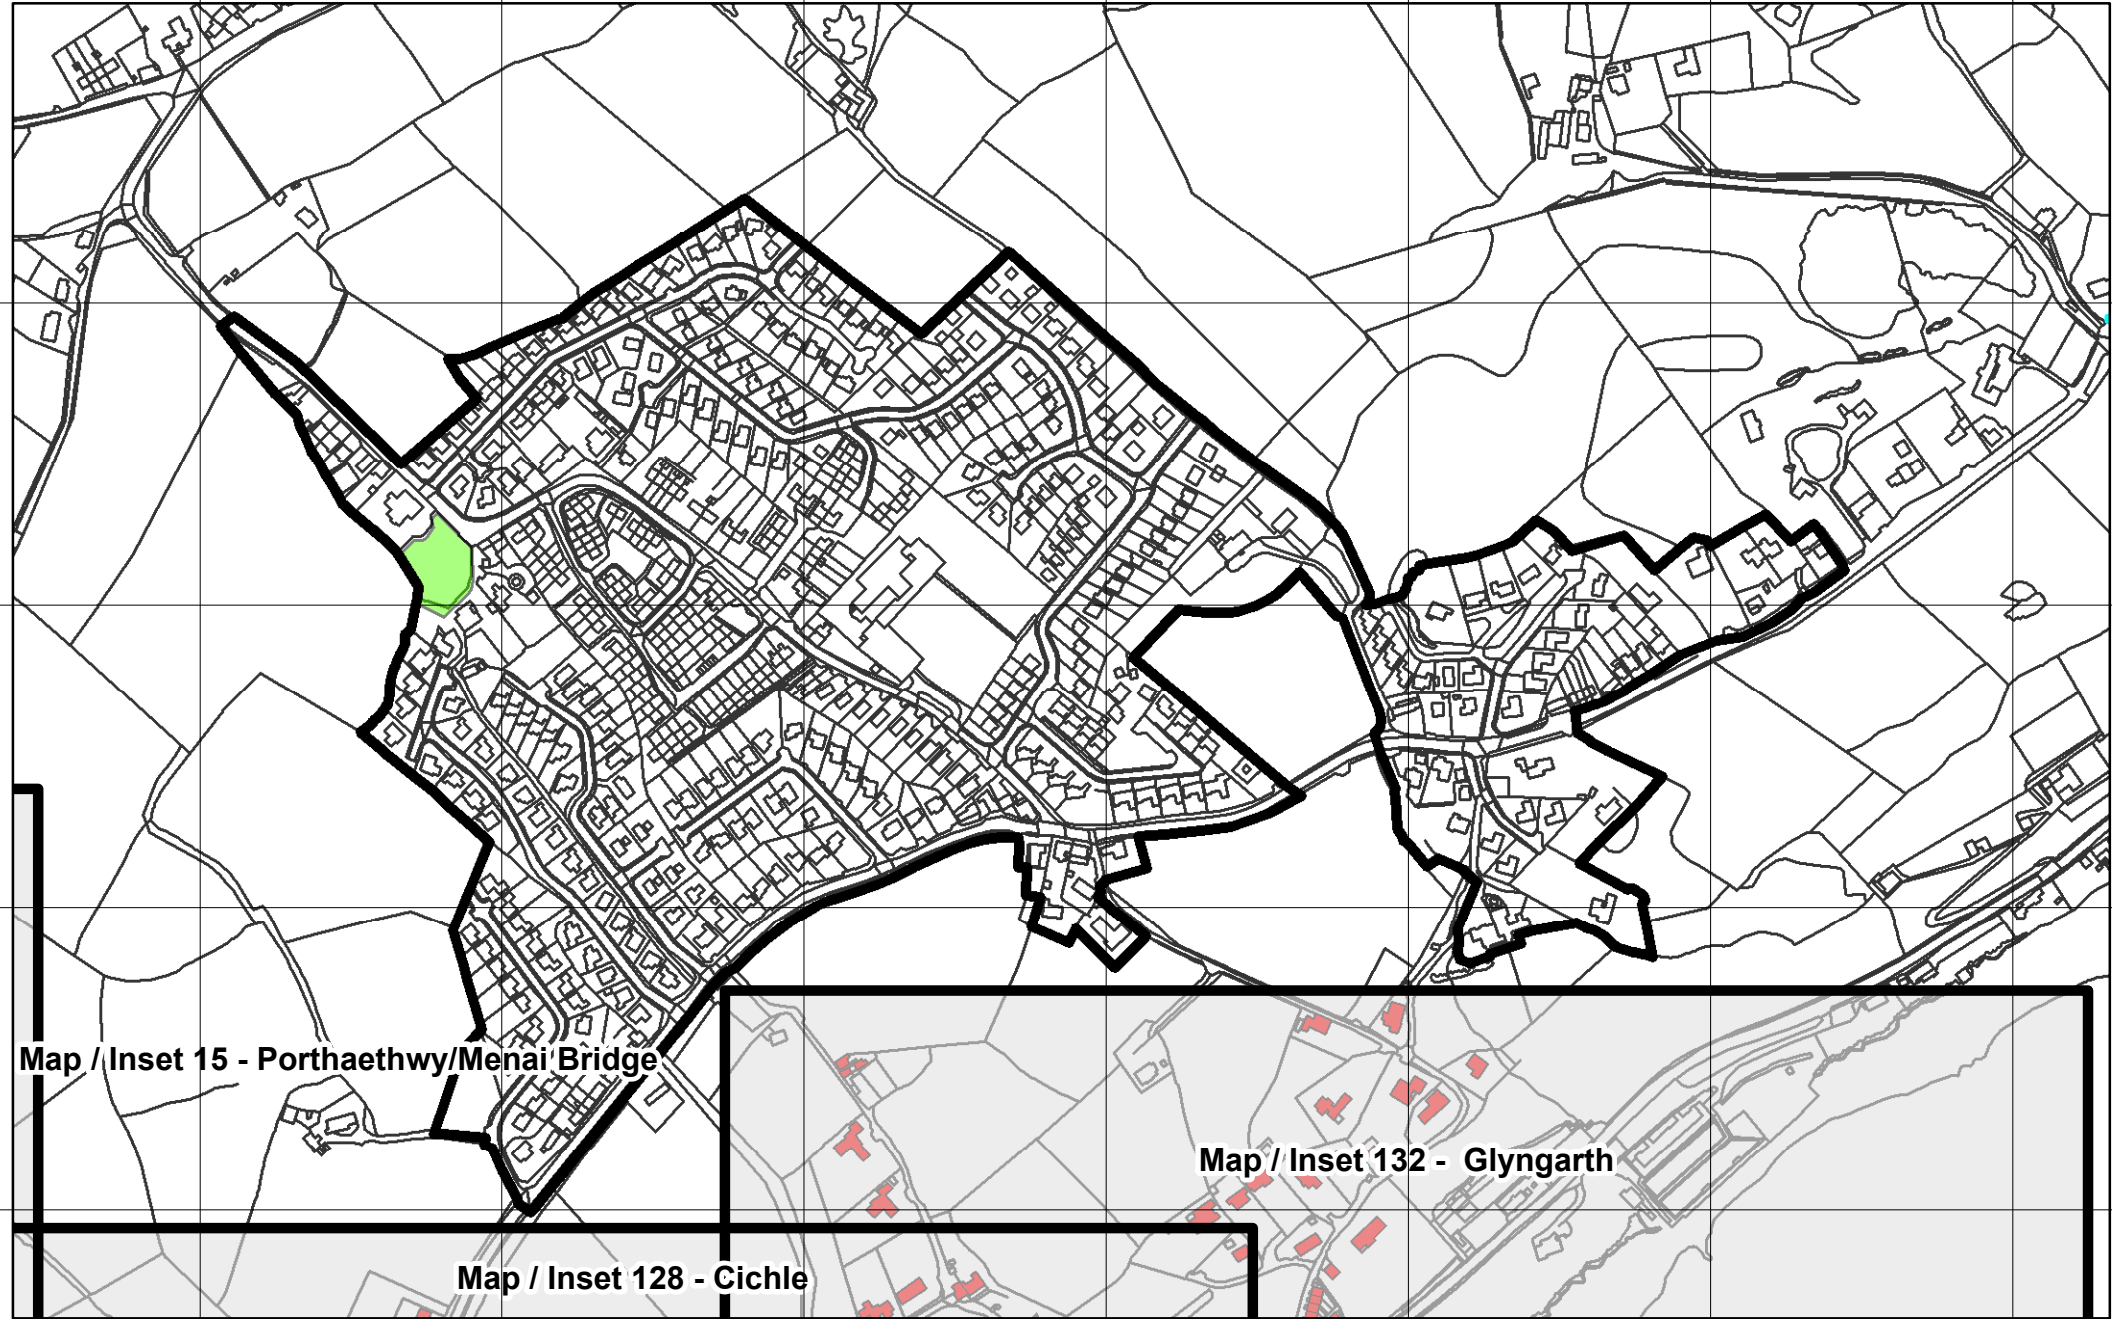 Map / Inset 15 - Porthaethwy/Menai Bridge
Map / Inset 132 - Glyngarth
Map / Inset 128 - Cichle